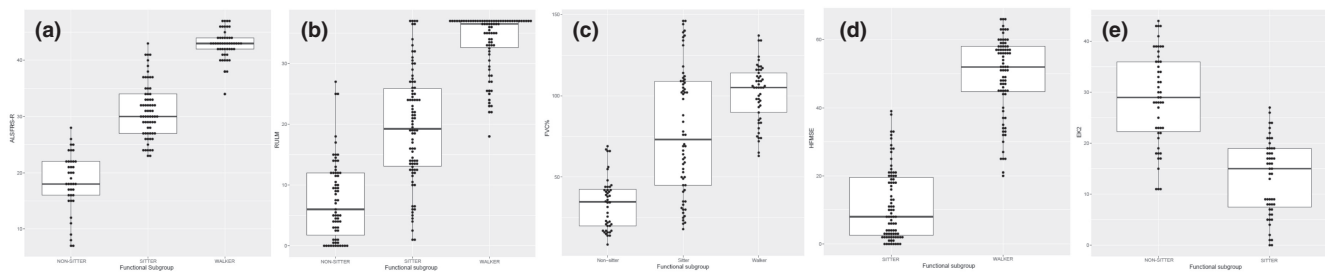 (a)
ALSFRS-R
40
30
20
10
NON-SITTER SITTER WALKER
Functional Subgroup
(b)
RULM
30
20
10
0
NON-SITTER SITTER WALKER
Functional subgroup
(c)
FVC%
100
50
Non-sitter Sitter Walker
Functional subgroup
(d)
HFMSE
60
40
20
0
SITTER WALKER
Functional subgroup
(e)
EK2
40
30
20
10
0
NON-SITTER SITTER
Functional subgroup